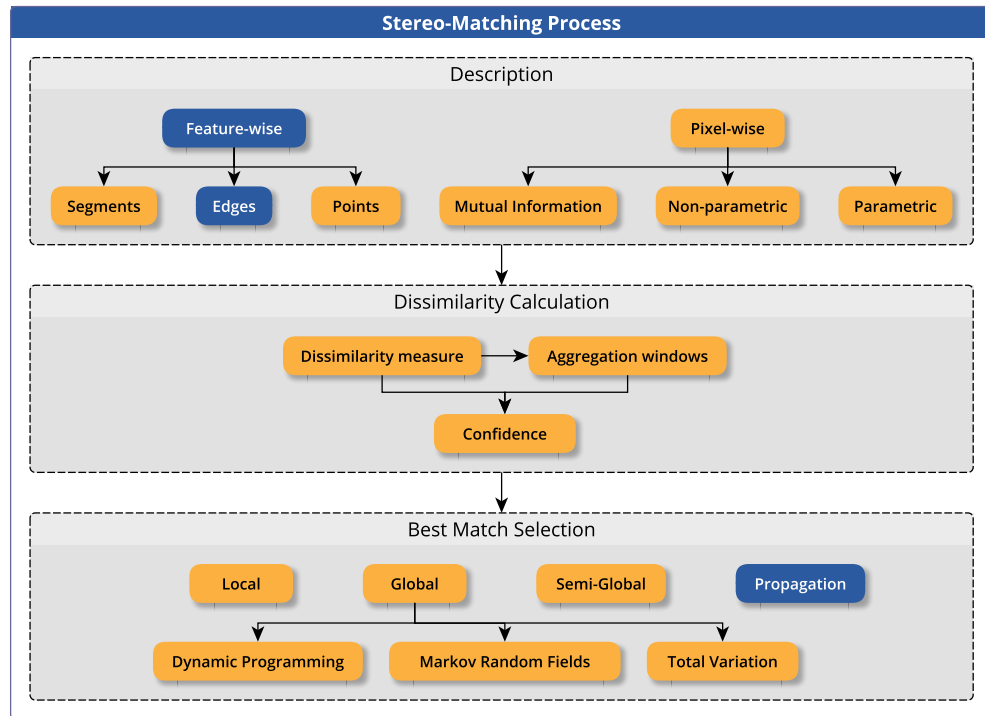 Stereo-Matching Process
Description
Feature-wise
Pixel-wise
Segments
Edges
Points
Mutual Information
Non-parametric
Parametric
Dissimilarity Calculation
Dissimilarity measure
Aggregation windows
Confidence
Best Match Selection
Local
Global
Semi-Global
Propagation
Dynamic Programming
Markov Random Fields
Total Variation